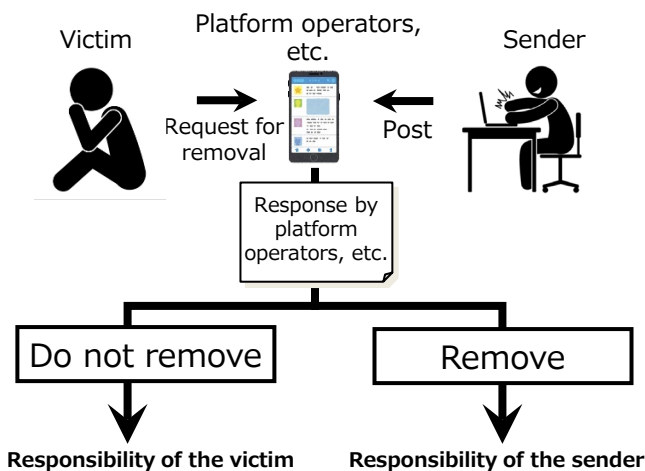 Victim
Platform operators,
etc.
Sender
Request for
removal
Post
Response by
platform
operators, etc.
Do not remove
Remove
Responsibility of the victim
Responsibility of the sender